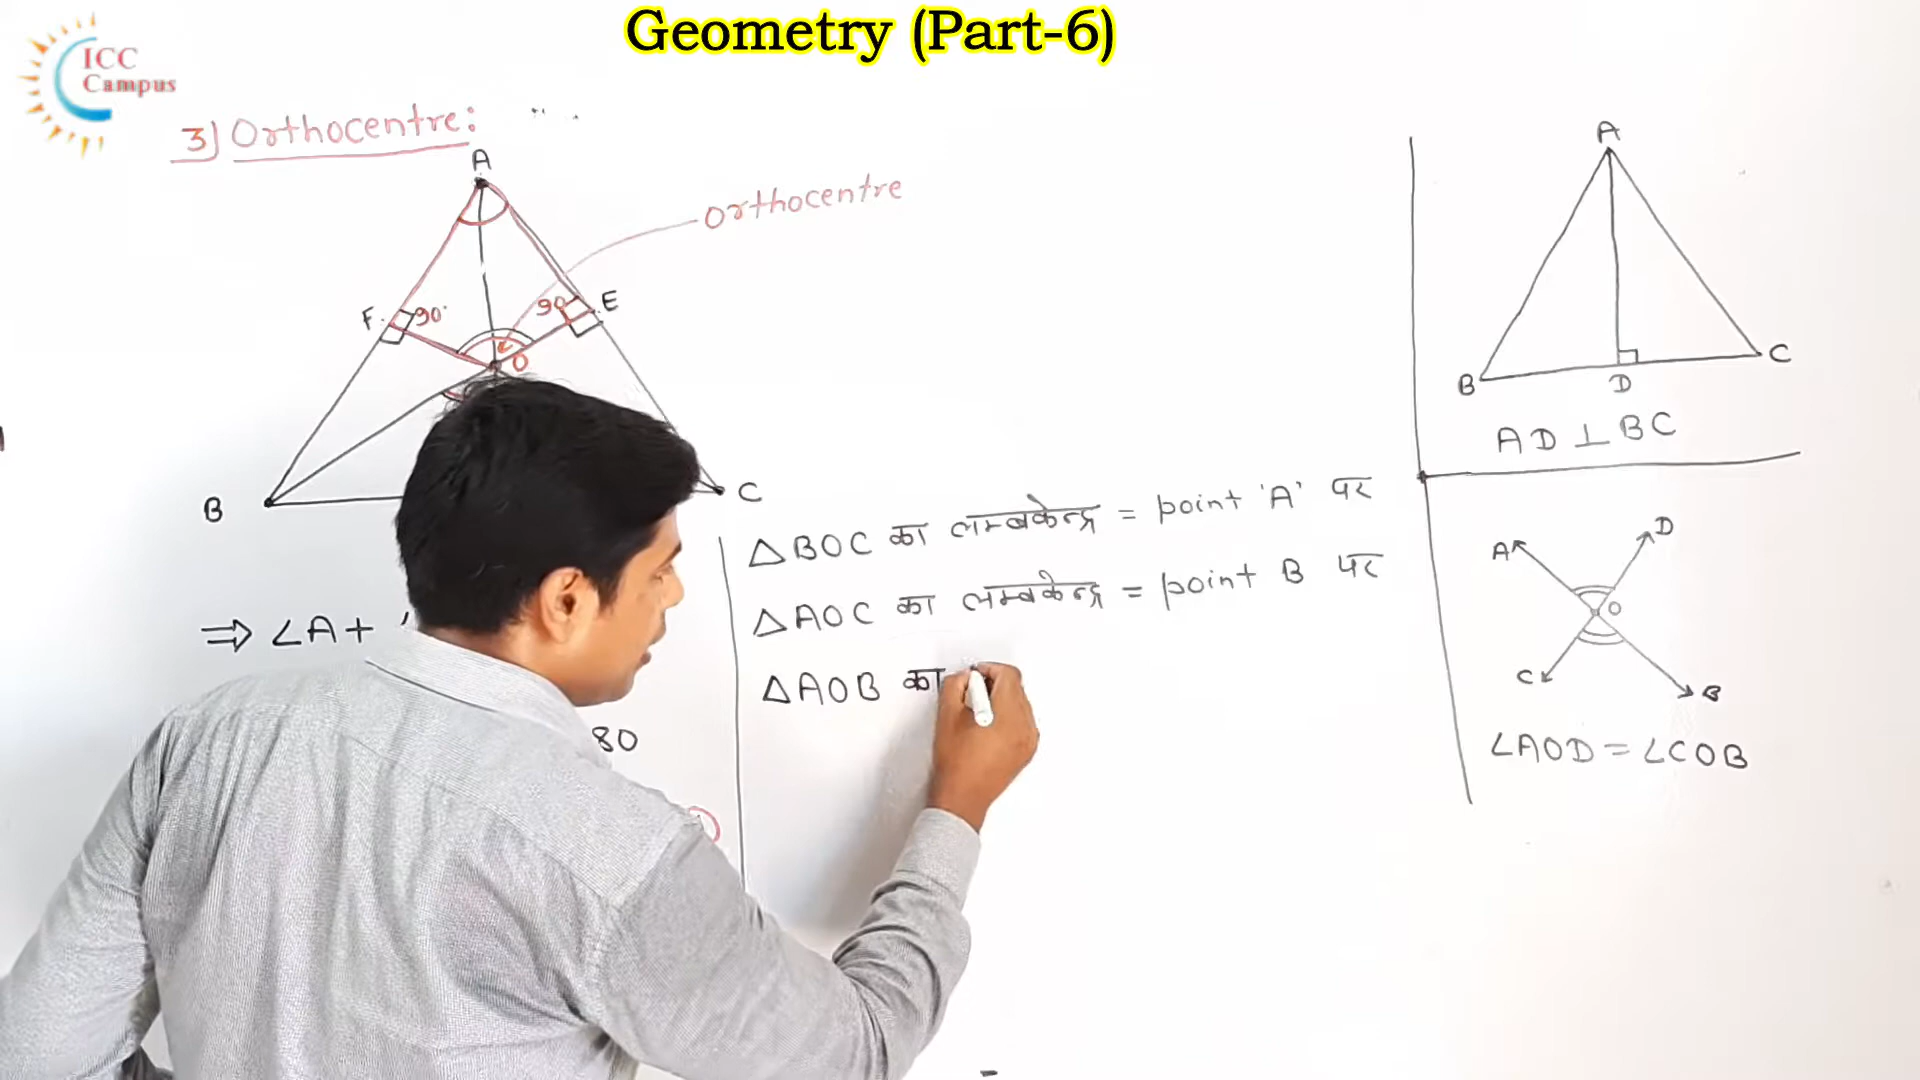 Geometry (Part-6)
ICC
Campus
3) Orthocentre:
A
orthocentre
F
90°
90
E
O
B
C
⇒ ∠A +
80
△BOC का लम्बकेन्द्र = point 'A' पर
△AOC का लम्बकेन्द्र = point B पर
△AOB का
A
B
D
C
AD ⊥ BC
A
D
O
C
B
∠AOD = ∠COB